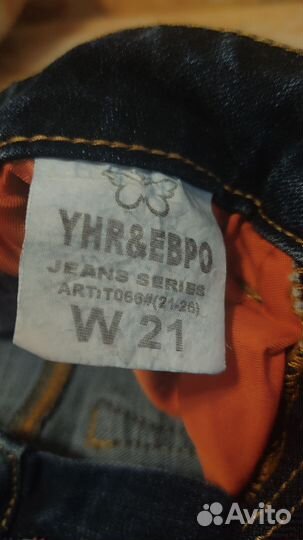 YHR&EBPO
JEANS SERIES
ART:T066#(21-26)
W 21
Avito